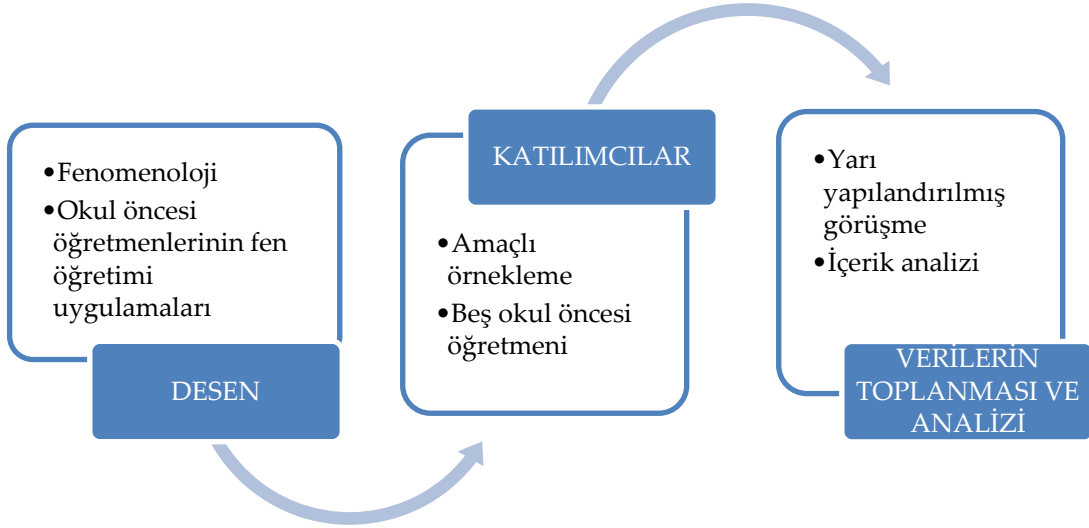 •Fenomenoloji
•Okul öncesi
öğretmenlerinin fen
öğretimi
uygulamaları
DESEN
KATILIMCILAR
•Amaçlı
örnekleme
•Beş okul öncesi
öğretmeni
•Yarı
yapılandırılmış
görüşme
•İçerik analizi
VERİLERİN
TOPLANMASI VE
ANALİZİ